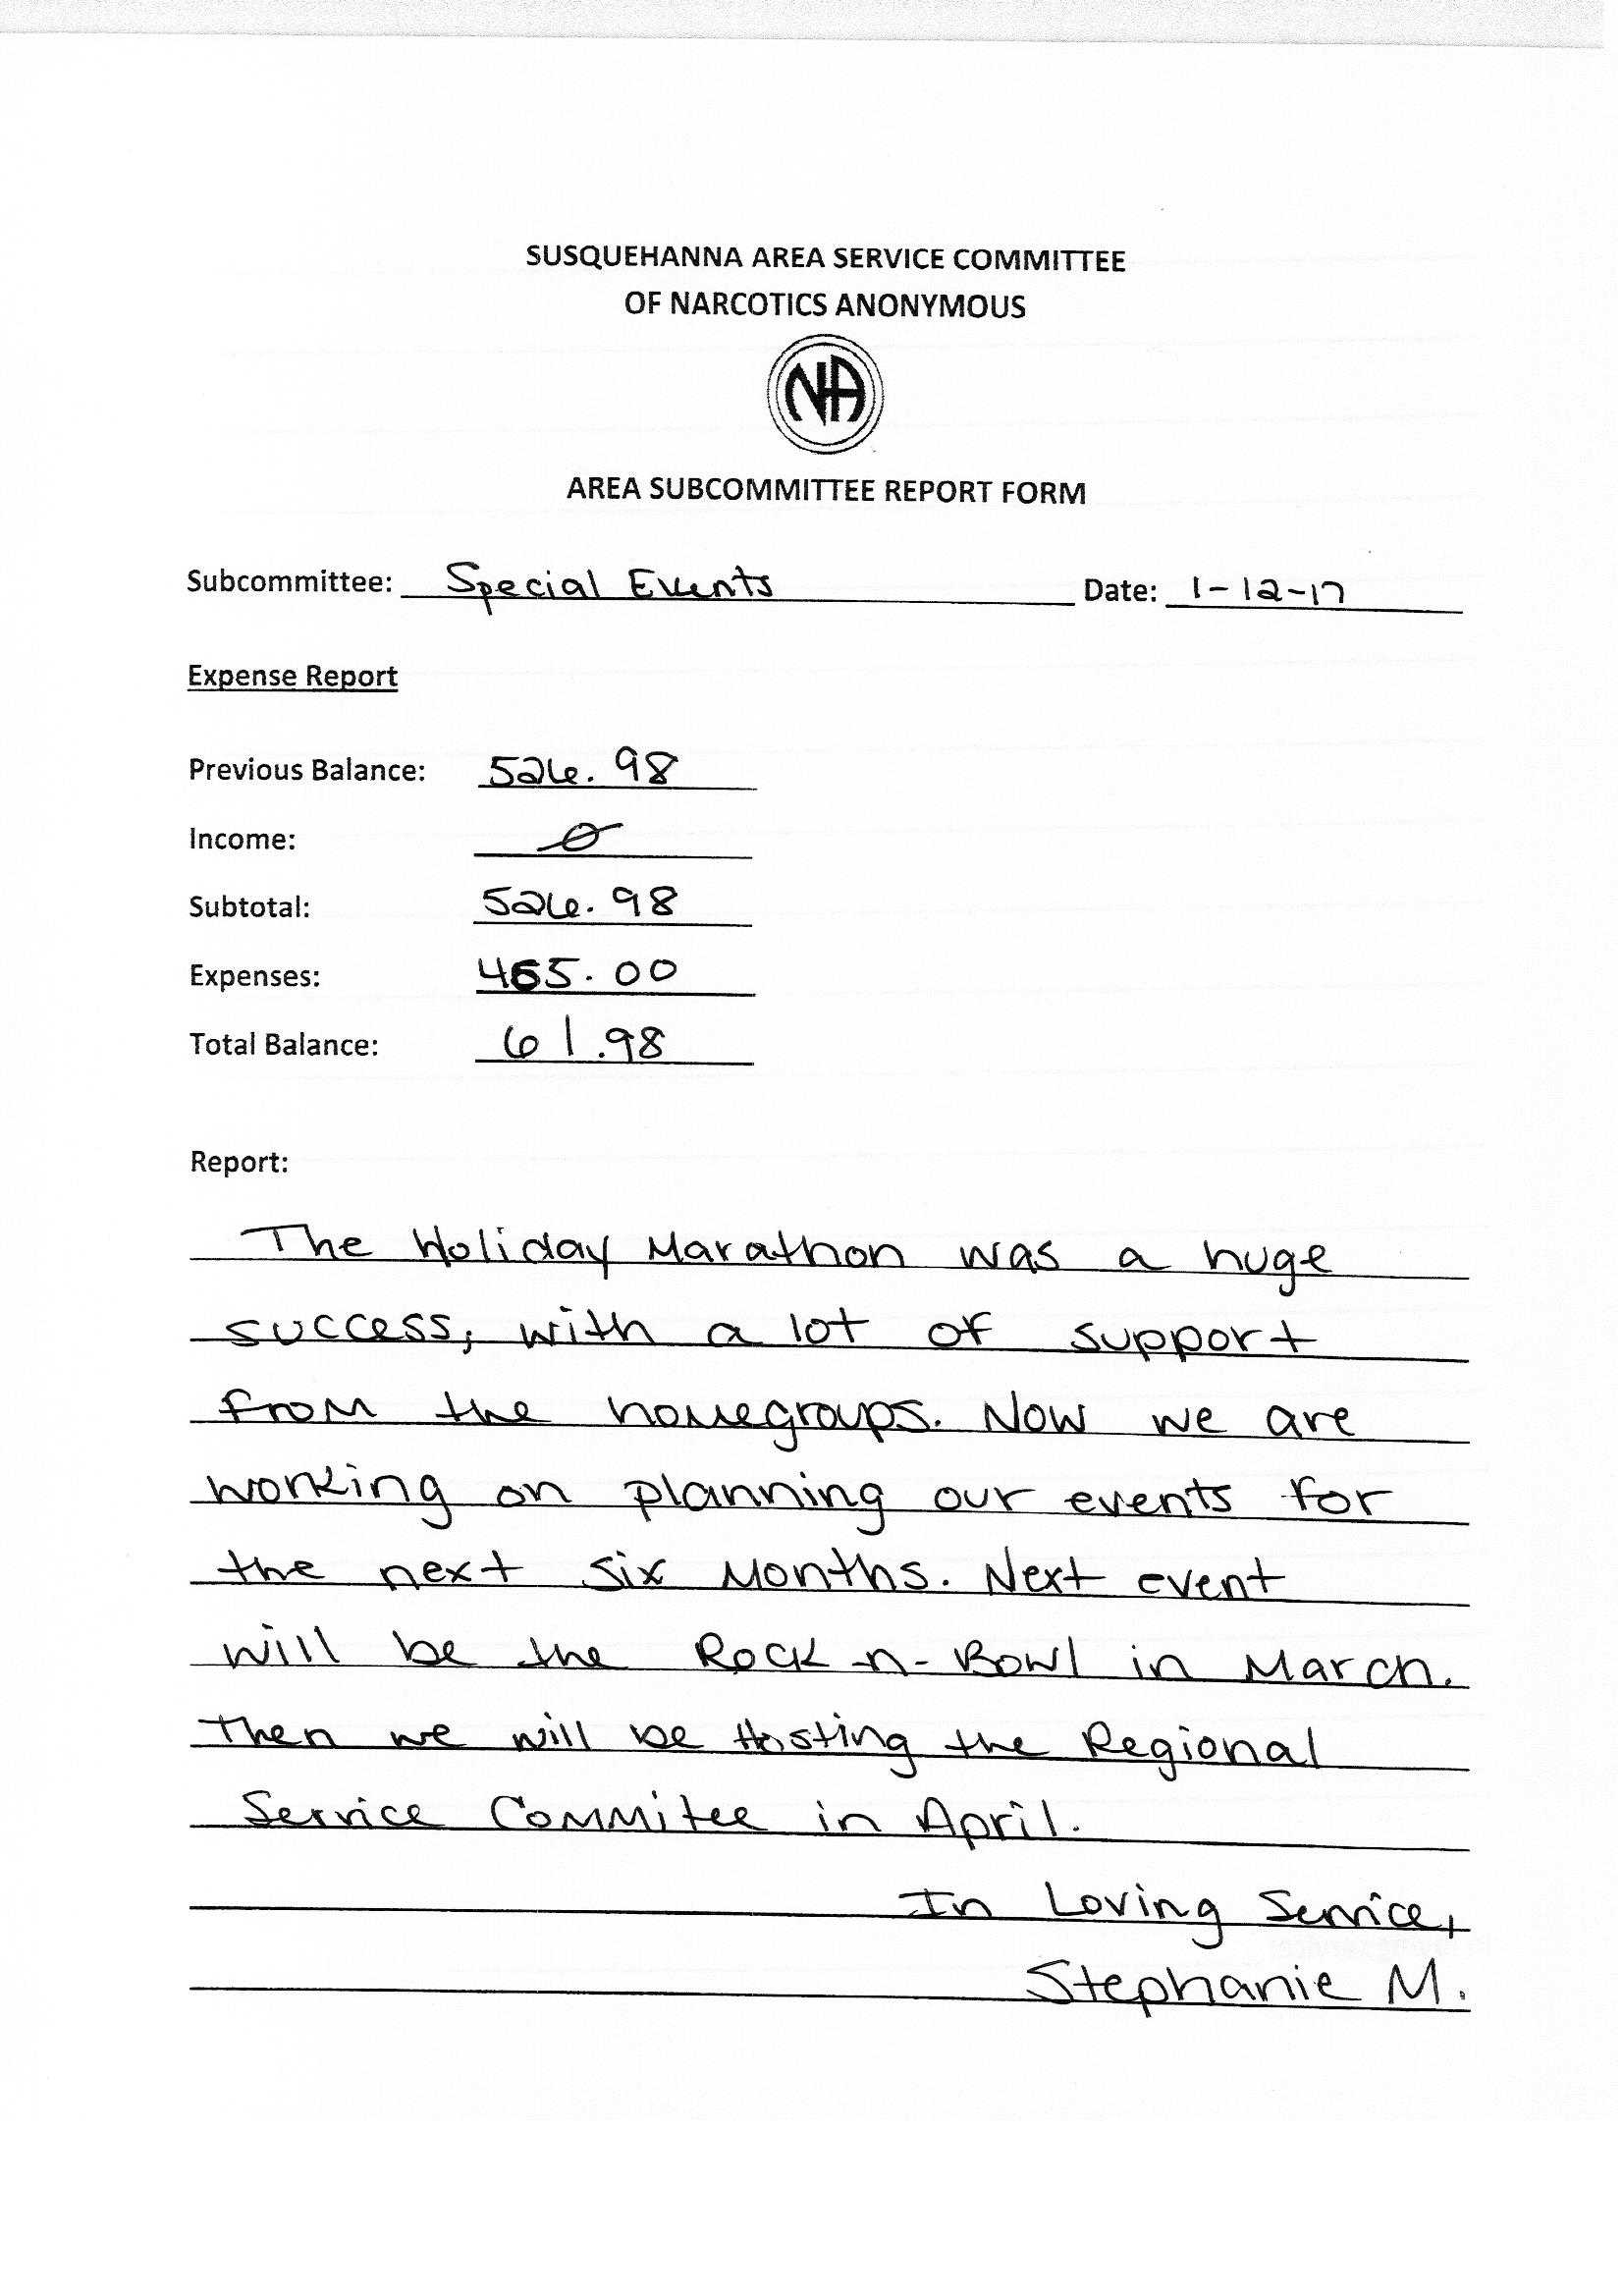 SUSQUEHANNA AREA SERVICE COMMITTEE
OF NARCOTICS ANONYMOUS
NA
AREA SUBCOMMITTEE REPORT FORM
Subcommittee: Special Events Date: 1-12-17
Expense Report
Previous Balance: 526.98
Income: 0
Subtotal: 526.98
Expenses: 465.00
Total Balance: 61.98
Report:
The Holiday Marathon was a huge
success, with a lot of support
from the homegroups. Now we are
working on planning our events for
the next six Months. Next event
will be the Rock-n-Bowl in March.
Then we will be Hosting the Regional
Service Commitee in April.
In Loving Service,
Stephanie M.